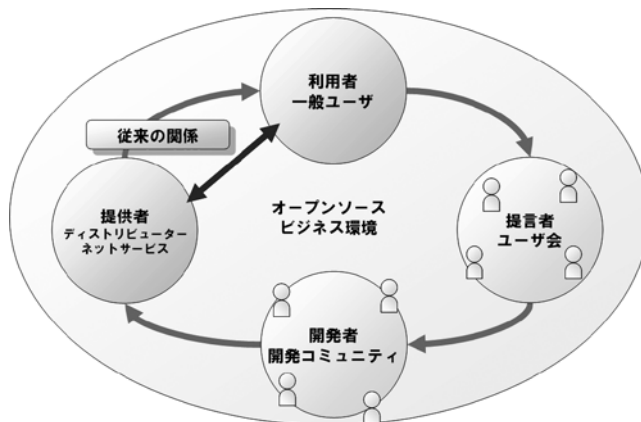 利用者
一般ユーザ
従来の関係
提供者
ディストリビューター
ネットサービス
オープンソース
ビジネス環境
提言者
ユーザ会
開発者
開発コミュニティ